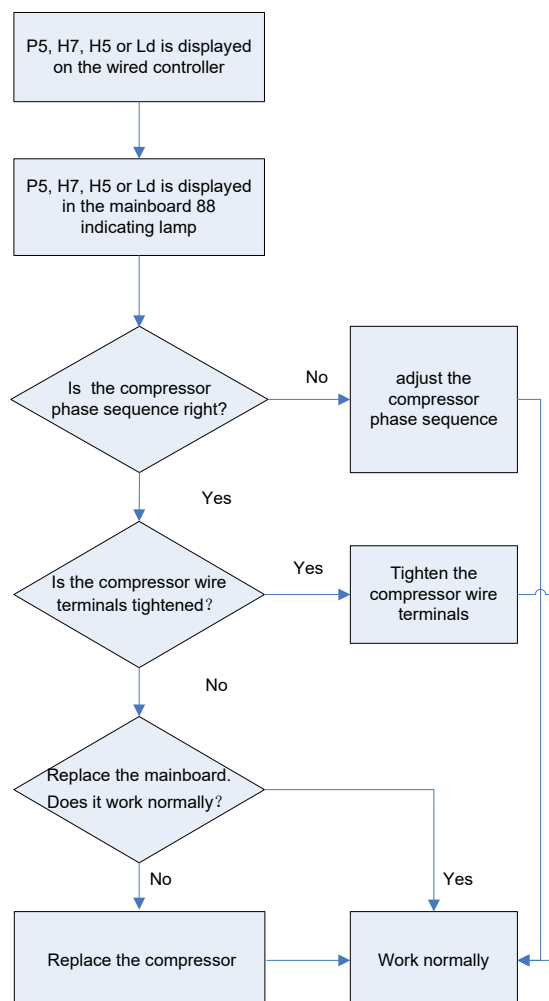 P5, H7, H5 or Ld is displayed
on the wired controller
P5, H7, H5 or Ld is displayed
in the mainboard 88
indicating lamp
Is the compressor
phase sequence right?
No
adjust the
compressor
phase sequence
Yes
Is the compressor wire
terminals tightened？
Yes
Tighten the
compressor wire
terminals
No
Replace the mainboard.
Does it work normally？
No
Yes
Replace the compressor
Work normally